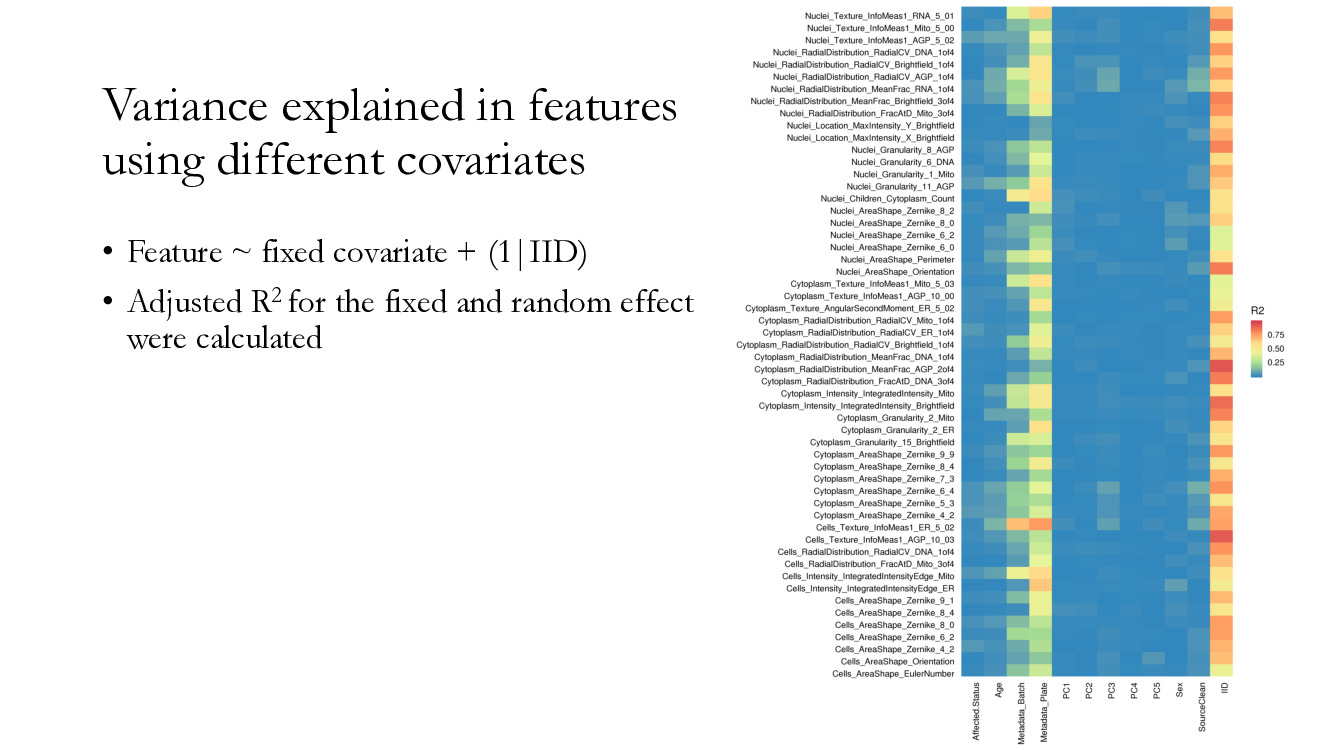 Variance explained in features
using different covariates
• Feature ~ fixed covariate + (1|IID)
• Adjusted R2 for the fixed and random effect
were calculated
Nuclei_Texture_InfoMeas1_RNA_5_01
Nuclei_Texture_InfoMeas1_Mito_5_00
Nuclei_Texture_InfoMeas1_AGP_5_02
Nuclei_RadialDistribution_RadialCV_DNA_1of4
Nuclei_RadialDistribution_RadialCV_Brightfield_1of4
Nuclei_RadialDistribution_RadialCV_AGP_1of4
Nuclei_RadialDistribution_MeanFrac_RNA_1of4
Nuclei_RadialDistribution_MeanFrac_Brightfield_3of4
Nuclei_RadialDistribution_FracAtD_Mito_3of4
Nuclei_Location_MaxIntensity_Y_Brightfield
Nuclei_Location_MaxIntensity_X_Brightfield
Nuclei_Granularity_8_AGP
Nuclei_Granularity_6_DNA
Nuclei_Granularity_1_Mito
Nuclei_Granularity_11_AGP
Nuclei_Children_Cytoplasm_Count
Nuclei_AreaShape_Zernike_8_2
Nuclei_AreaShape_Zernike_8_0
Nuclei_AreaShape_Zernike_6_2
Nuclei_AreaShape_Zernike_6_0
Nuclei_AreaShape_Perimeter
Nuclei_AreaShape_Orientation
Cytoplasm_Texture_InfoMeas1_Mito_5_03
Cytoplasm_Texture_InfoMeas1_AGP_10_00
Cytoplasm_Texture_AngularSecondMoment_ER_5_02
Cytoplasm_RadialDistribution_RadialCV_Mito_1of4
Cytoplasm_RadialDistribution_RadialCV_ER_1of4
Cytoplasm_RadialDistribution_RadialCV_Brightfield_1of4
Cytoplasm_RadialDistribution_MeanFrac_DNA_1of4
Cytoplasm_RadialDistribution_MeanFrac_AGP_2of4
Cytoplasm_RadialDistribution_FracAtD_DNA_3of4
Cytoplasm_Intensity_IntegratedIntensity_Mito
Cytoplasm_Intensity_IntegratedIntensity_Brightfield
Cytoplasm_Granularity_2_Mito
Cytoplasm_Granularity_2_ER
Cytoplasm_Granularity_15_Brightfield
Cytoplasm_AreaShape_Zernike_9_9
Cytoplasm_AreaShape_Zernike_8_4
Cytoplasm_AreaShape_Zernike_7_3
Cytoplasm_AreaShape_Zernike_6_4
Cytoplasm_AreaShape_Zernike_5_3
Cytoplasm_AreaShape_Zernike_4_2
Cells_Texture_InfoMeas1_ER_5_02
Cells_Texture_InfoMeas1_AGP_10_03
Cells_RadialDistribution_RadialCV_DNA_1of4
Cells_RadialDistribution_FracAtD_Mito_3of4
Cells_Intensity_IntegratedIntensityEdge_Mito
Cells_Intensity_IntegratedIntensityEdge_ER
Cells_AreaShape_Zernike_9_1
Cells_AreaShape_Zernike_8_4
Cells_AreaShape_Zernike_8_0
Cells_AreaShape_Zernike_6_2
Cells_AreaShape_Zernike_4_2
Cells_AreaShape_Orientation
Cells_AreaShape_EulerNumber
Affected.Status
Age
Metadata_Batch
Metadata_Plate
PC1
PC2
PC3
PC4
PC5
Sex
SourceClean
IID
R2
0.75
0.50
0.25